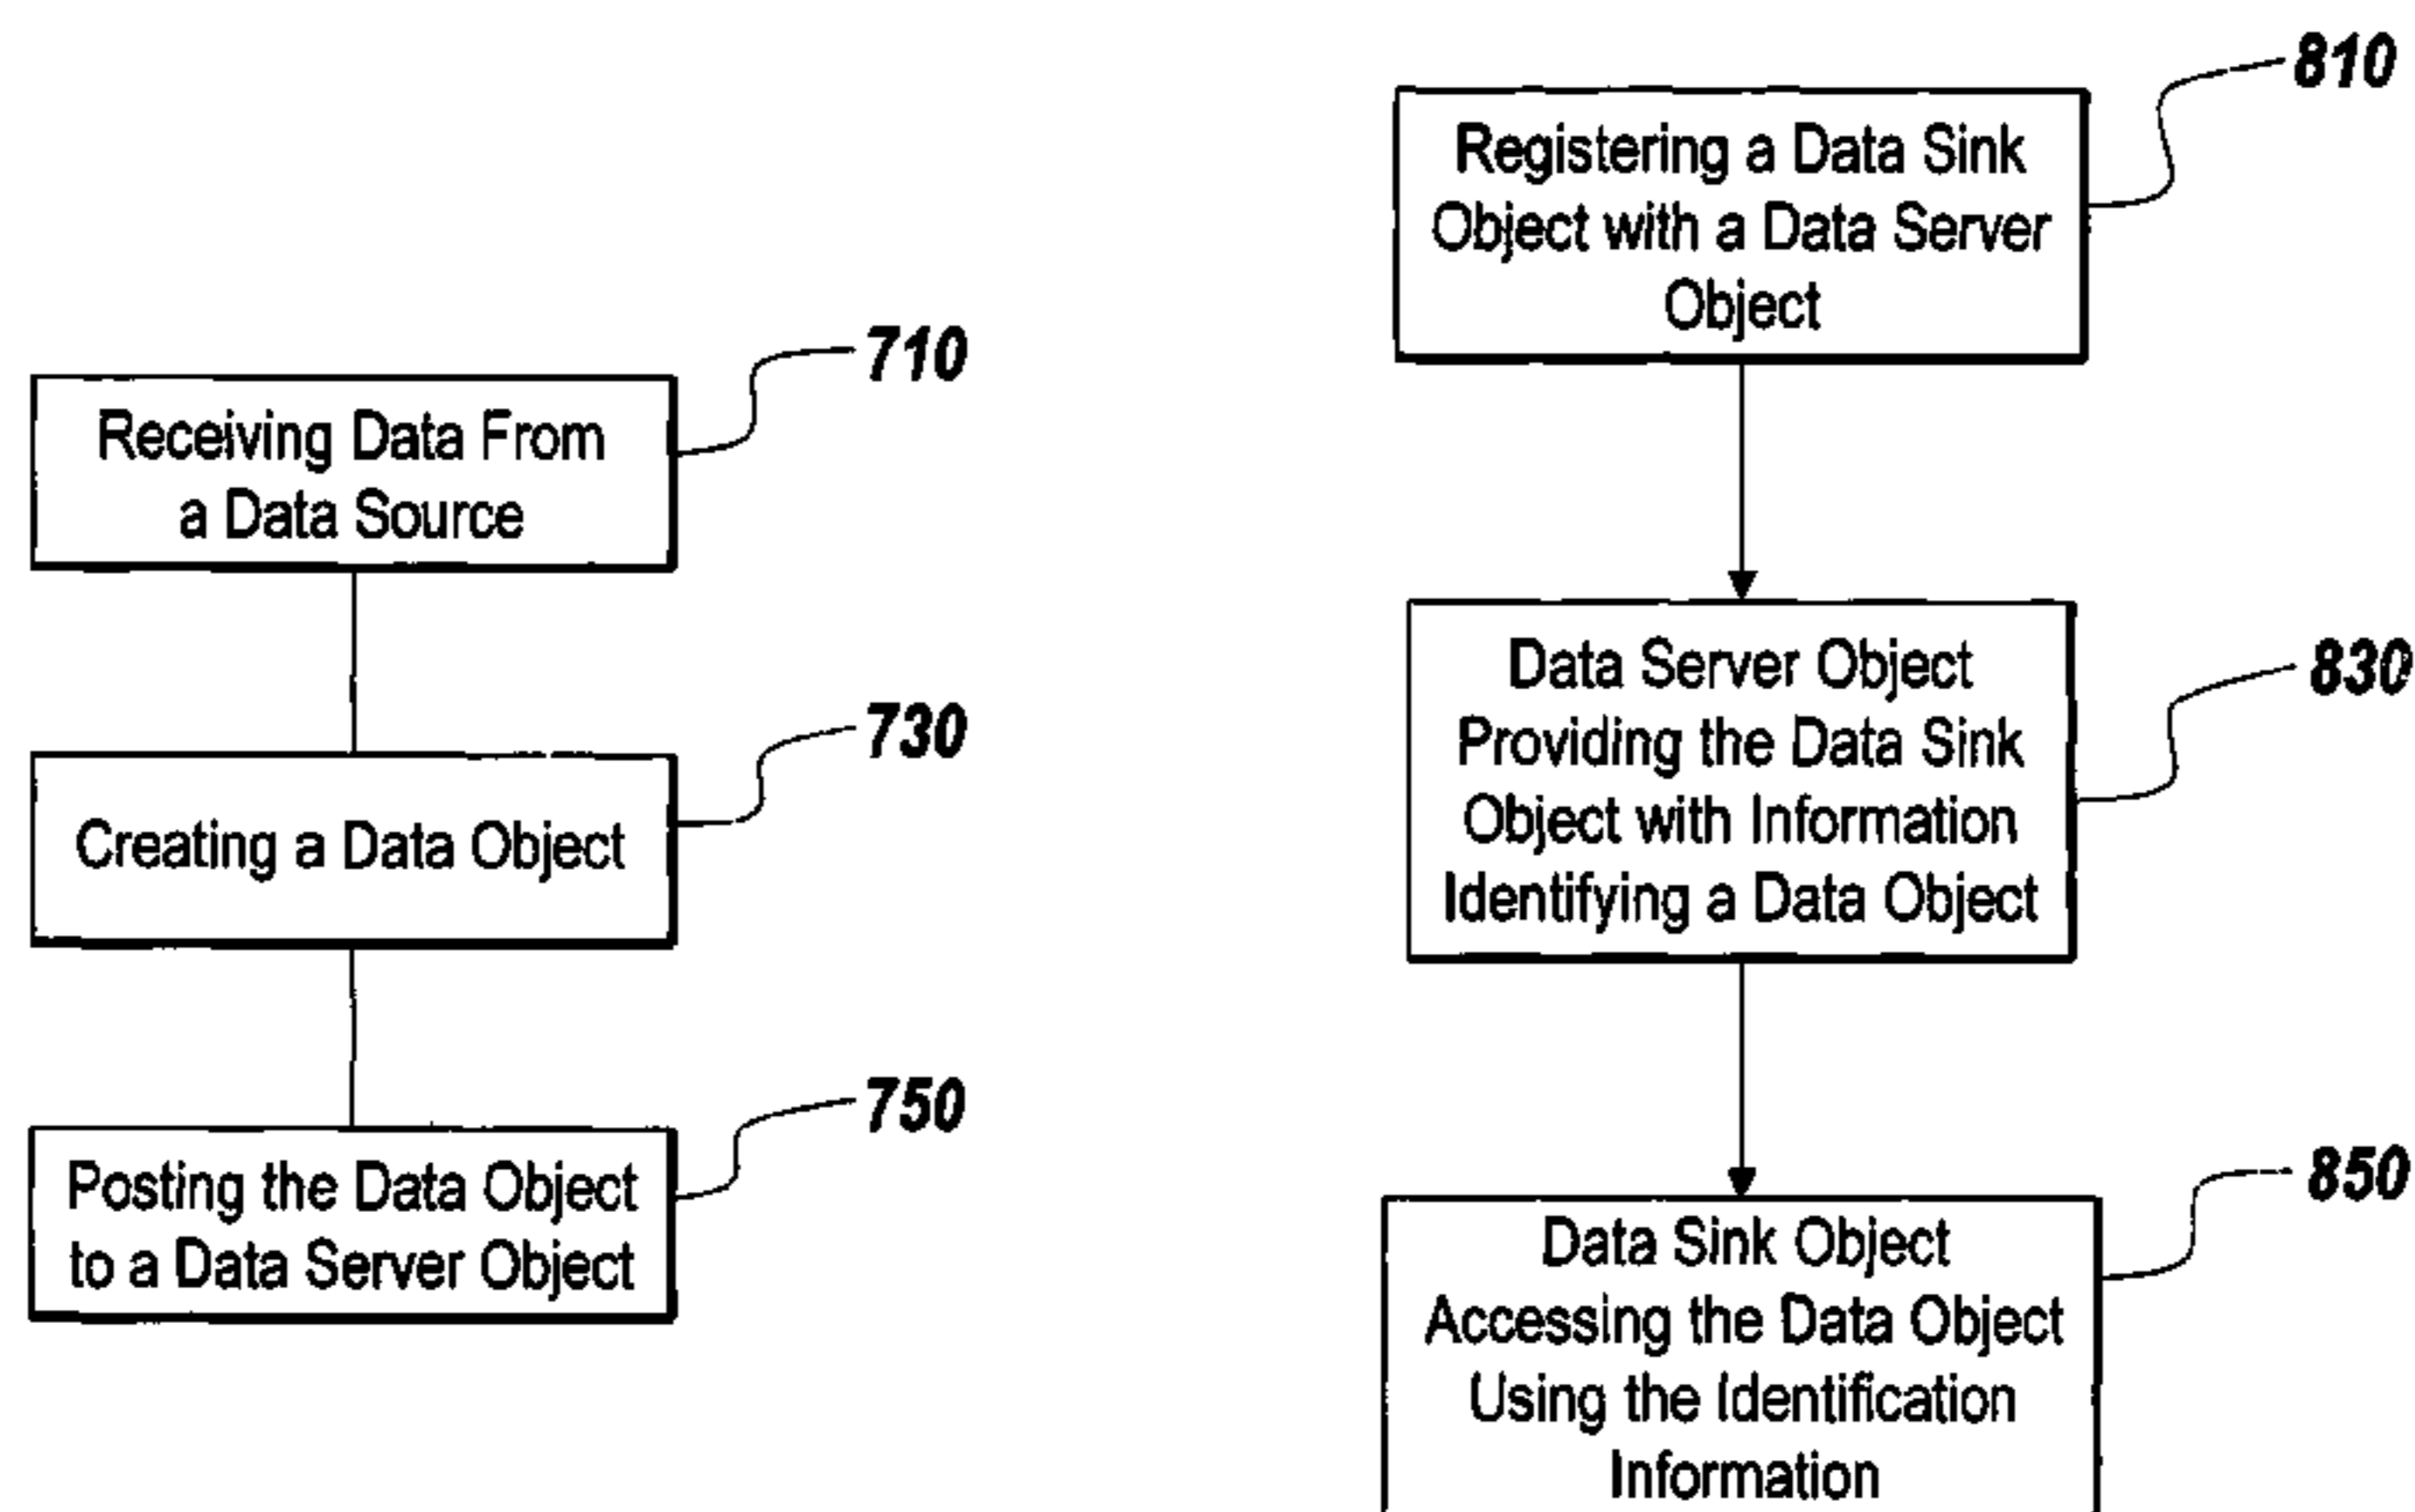 710
Receiving Data From
a Data Source
730
Creating a Data Object
750
Posting the Data Object
to a Data Server Object
810
Registering a Data Sink
Object with a Data Server
Object
830
Data Server Object
Providing the Data Sink
Object with Information
Identifying a Data Object
850
Data Sink Object
Accessing the Data Object
Using the Identification
Information